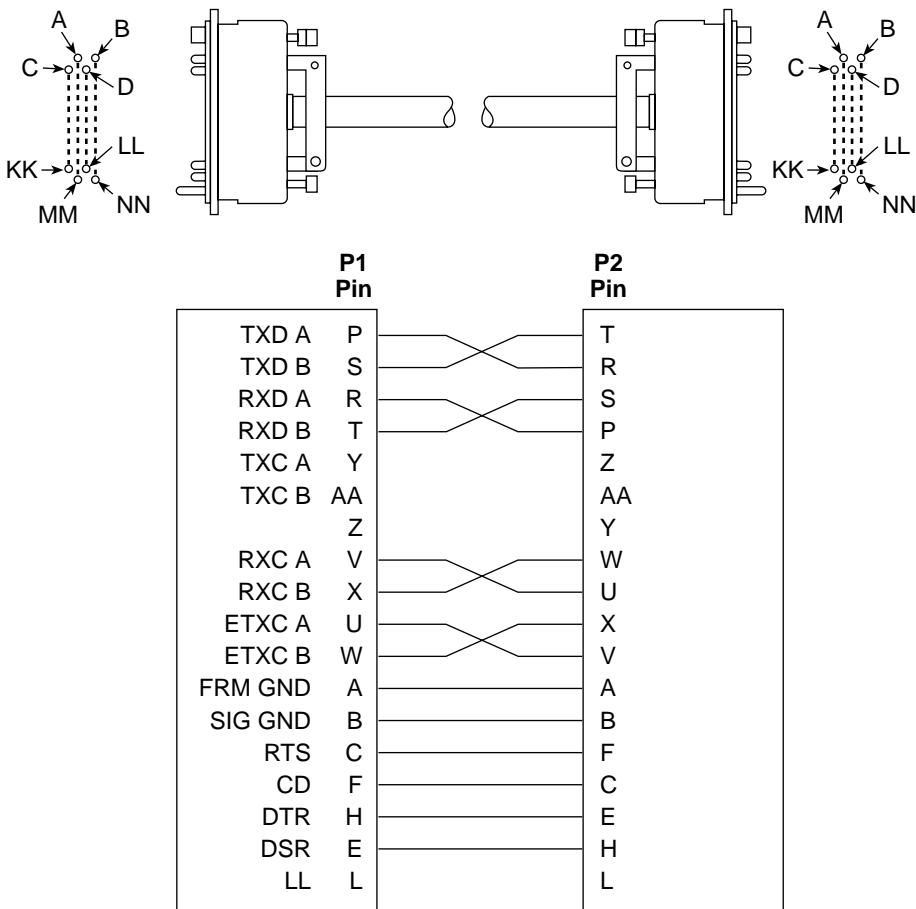 A B A B
C D C D
KK LL KK LL
MM NN MM NN
P1 P2
Pin Pin
TXD A P T
TXD B S R
RXD A R S
RXD B T P
TXC A Y Z
TXC B AA AA
Z Y
RXC A V W
RXC B X U
ETXC A U X
ETXC B W V
FRM GND A A
SIG GND B B
RTS C F
CD F C
DTR H E
DSR E H
LL L L